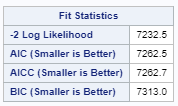 Fit Statistics
-2 Log Likelihood 7232.5
AIC (Smaller is Better) 7262.5
AICC (Smaller is Better) 7262.7
BIC (Smaller is Better) 7313.0